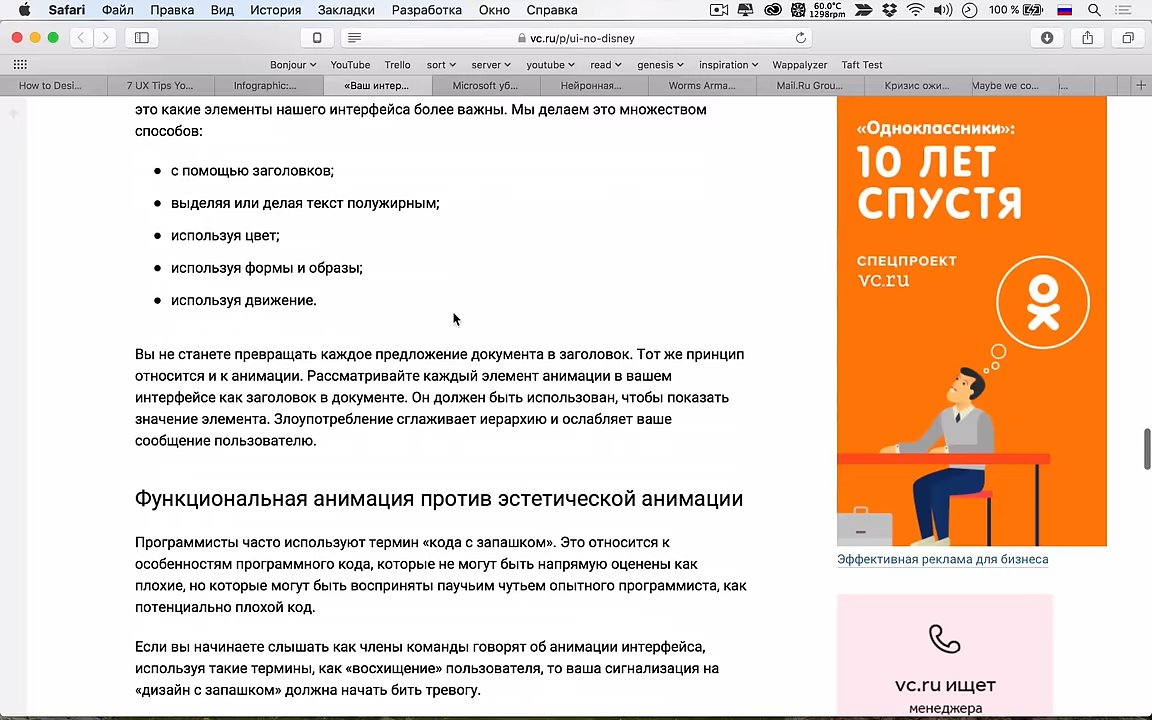 Safari Файл Правка Вид История Закладки Разработка Окно Справка 60.0°C 1298rpm 100 %
vc.ru/p/ui-no-disney
Bonjour YouTube Trello sort server youtube read genesis inspiration Wappalyzer Taft Test
How to Desi... 7 UX Tips Yo... Infographic:... «Ваш интер... Microsoft уб... Нейронная... Worms Arma... Mail.Ru Grou... Кризис ожи... Maybe we co...
это какие элементы нашего интерфейса более важны. Мы делаем это множеством
способов:
с помощью заголовков;
выделяя или делая текст полужирным;
используя цвет;
используя формы и образы;
используя движение.
Вы не станете превращать каждое предложение документа в заголовок. Тот же принцип
относится и к анимации. Рассматривайте каждый элемент анимации в вашем
интерфейсе как заголовок в документе. Он должен быть использован, чтобы показать
значение элемента. Злоупотребление сглаживает иерархию и ослабляет ваше
сообщение пользователю.
Функциональная анимация против эстетической анимации
Программисты часто используют термин «кода с запашком». Это относится к
особенностям программного кода, которые не могут быть напрямую оценены как
плохие, но которые могут быть восприняты паучьим чутьем опытного программиста, как
потенциально плохой код.
Если вы начинаете слышать как члены команды говорят об анимации интерфейса,
используя такие термины, как «восхищение» пользователя, то ваша сигнализация на
«дизайн с запашком» должна начать бить тревогу.
«Одноклассники»:
10 ЛЕТ
СПУСТЯ
СПЕЦПРОЕКТ
vc.ru
Эффективная реклама для бизнеса
vc.ru ищет
менеджера